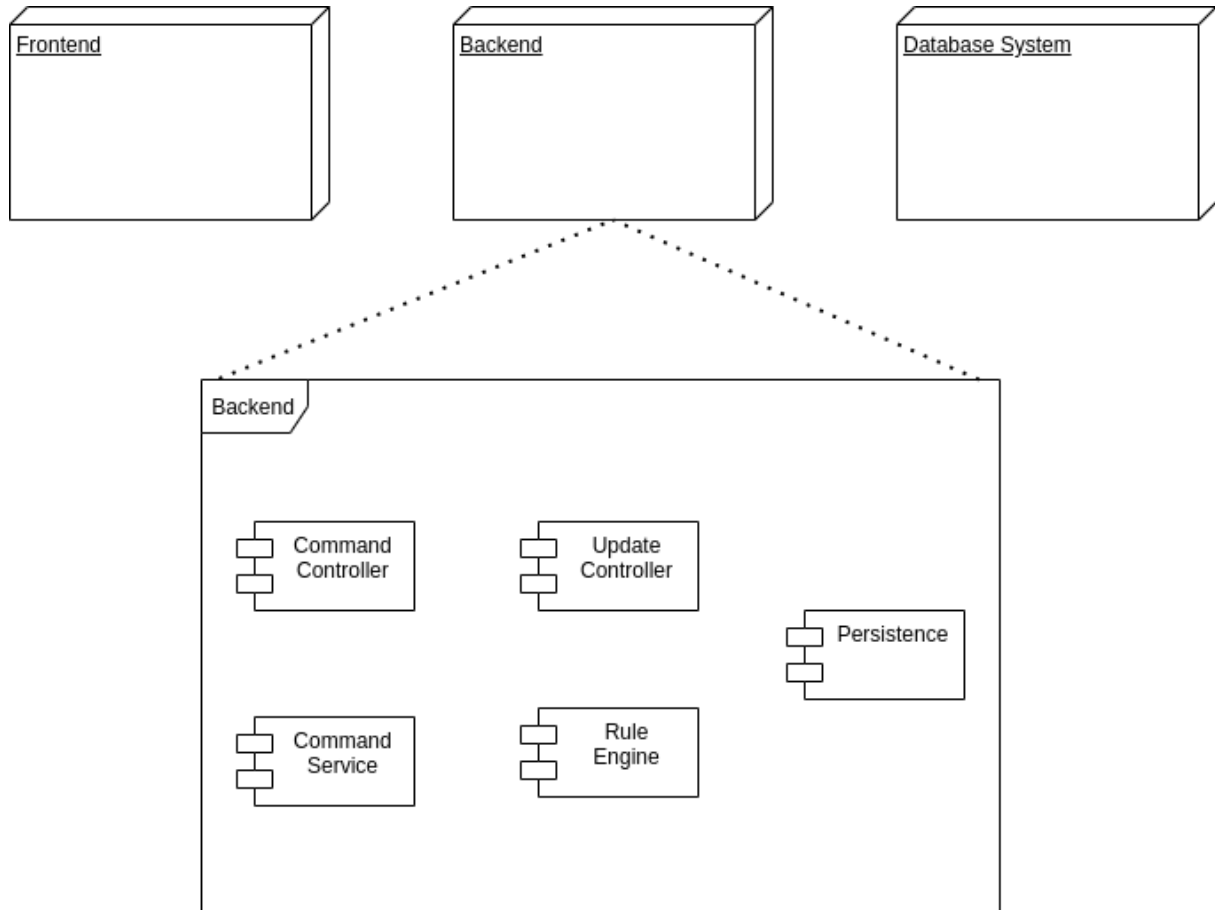 Frontend
Backend
Database System
Backend
Command
Controller
Update
Controller
Persistence
Command
Service
Rule
Engine